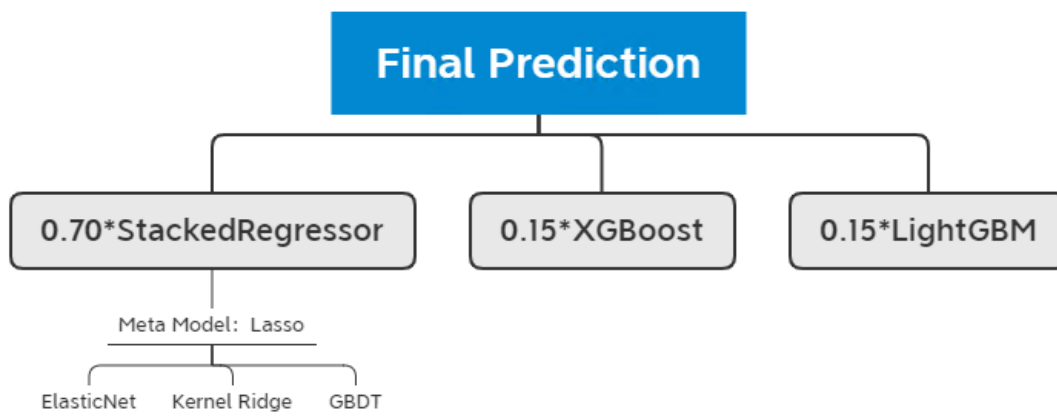 Final Prediction
0.70*StackedRegressor
0.15*XGBoost
0.15*LightGBM
Meta Model: Lasso
ElasticNet
Kernel Ridge
GBDT